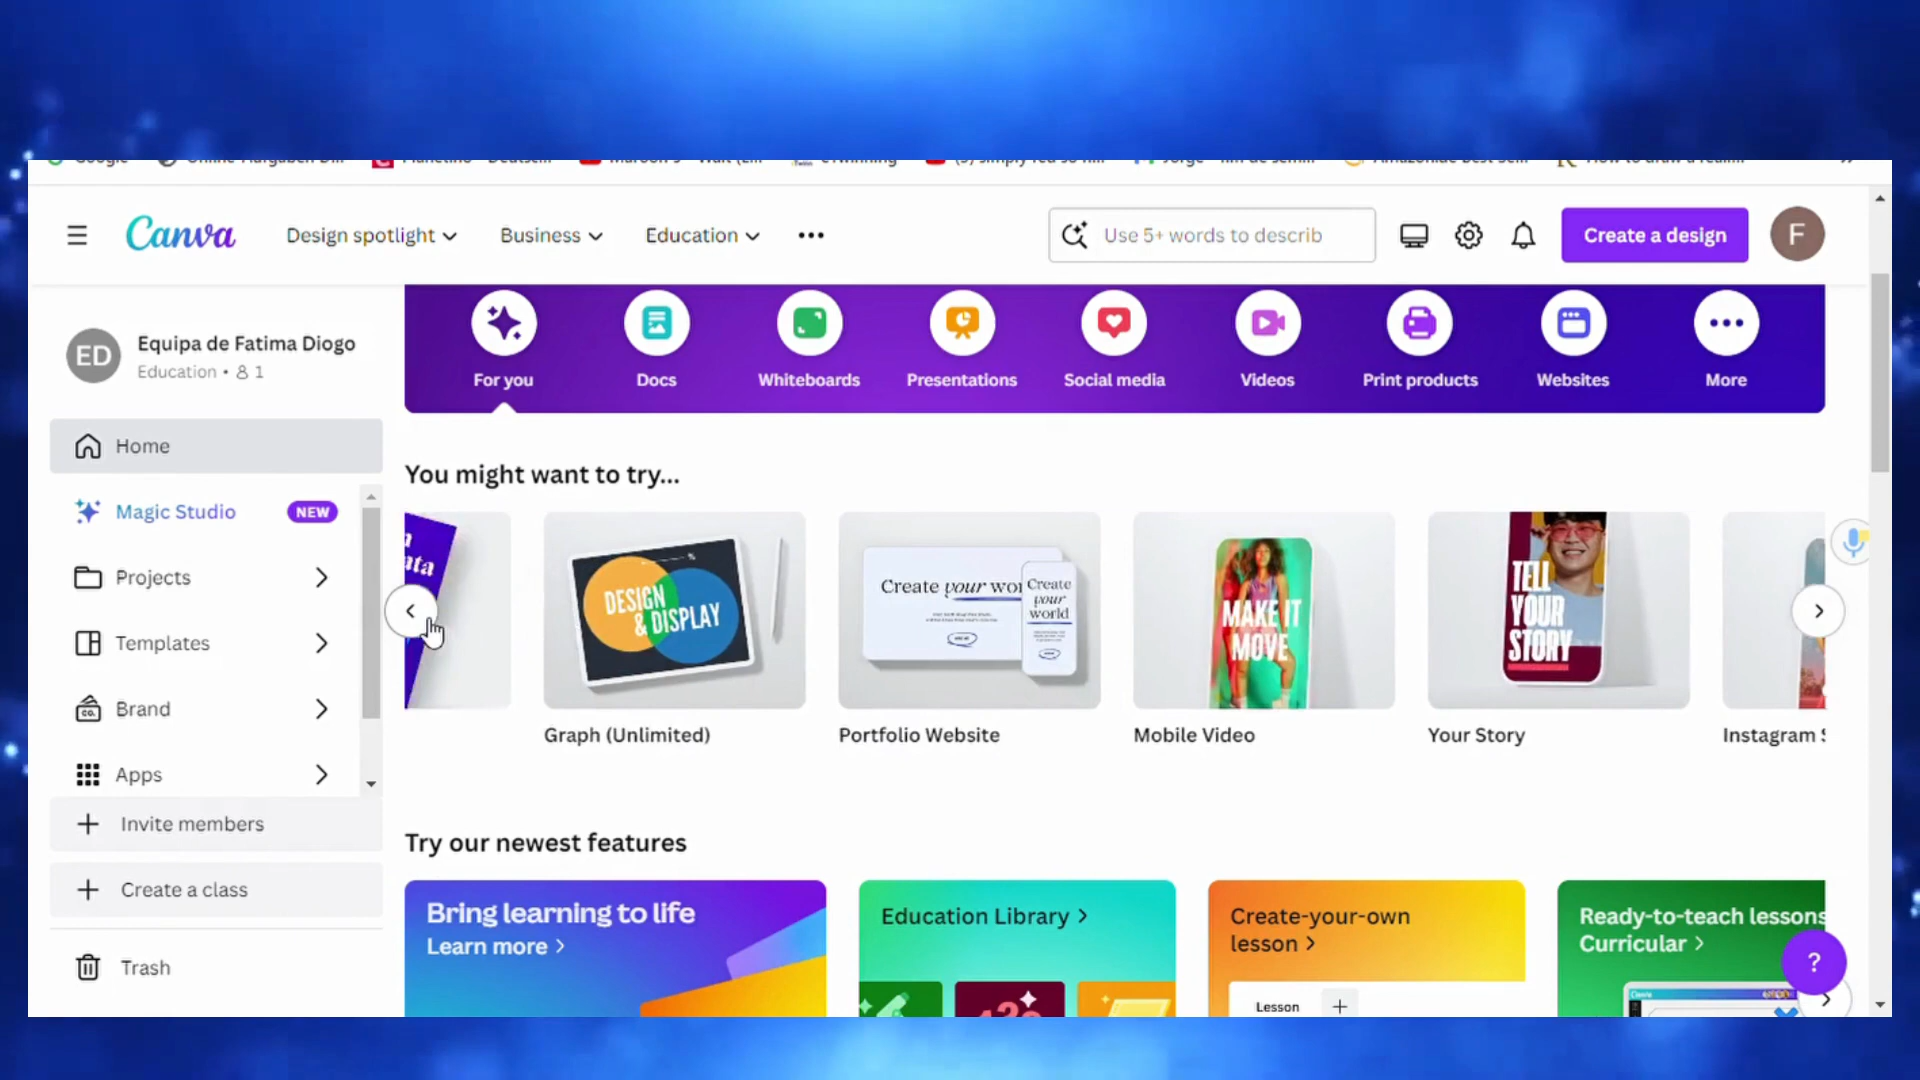 Canva
Design spotlight
Business
Education
Use 5+ words to describ
Create a design
F
ED
Equipa de Fatima Diogo
Education • 1
For you
Docs
Whiteboards
Presentations
Social media
Videos
Print products
Websites
More
Home
Magic Studio
NEW
Projects
Templates
Brand
Apps
Invite members
Create a class
Trash
You might want to try...
DESIGN
& DISPLAY
Create your
Create
your
world
MAKE IT
MOVE
TELL
YOUR
STORY
Graph (Unlimited)
Portfolio Website
Mobile Video
Your Story
Instagram
Try our newest features
Bring learning to life
Learn more
Education Library
Create-your-own
lesson
Lesson
Ready-to-teach lessons
Curricular
?